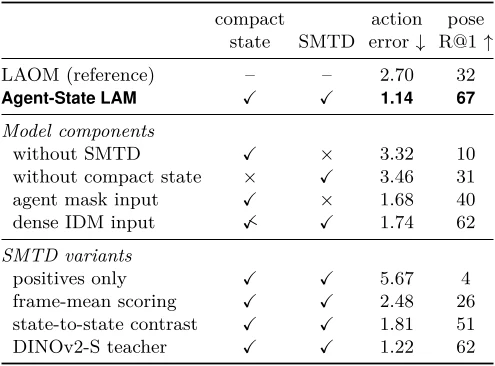 compact action pose
state SMTD error ↓ R@1 ↑
LAOM (reference) – – 2.70 32
Agent-State LAM ✓ ✓ 1.14 67
Model components
without SMTD ✓ × 3.32 10
without compact state × ✓ 3.46 31
agent mask input ✓ × 1.68 40
dense IDM input ✓̸ ✓ 1.74 62
SMTD variants
positives only ✓ ✓ 5.67 4
frame-mean scoring ✓ ✓ 2.48 26
state-to-state contrast ✓ ✓ 1.81 51
DINOv2-S teacher ✓ ✓ 1.22 62